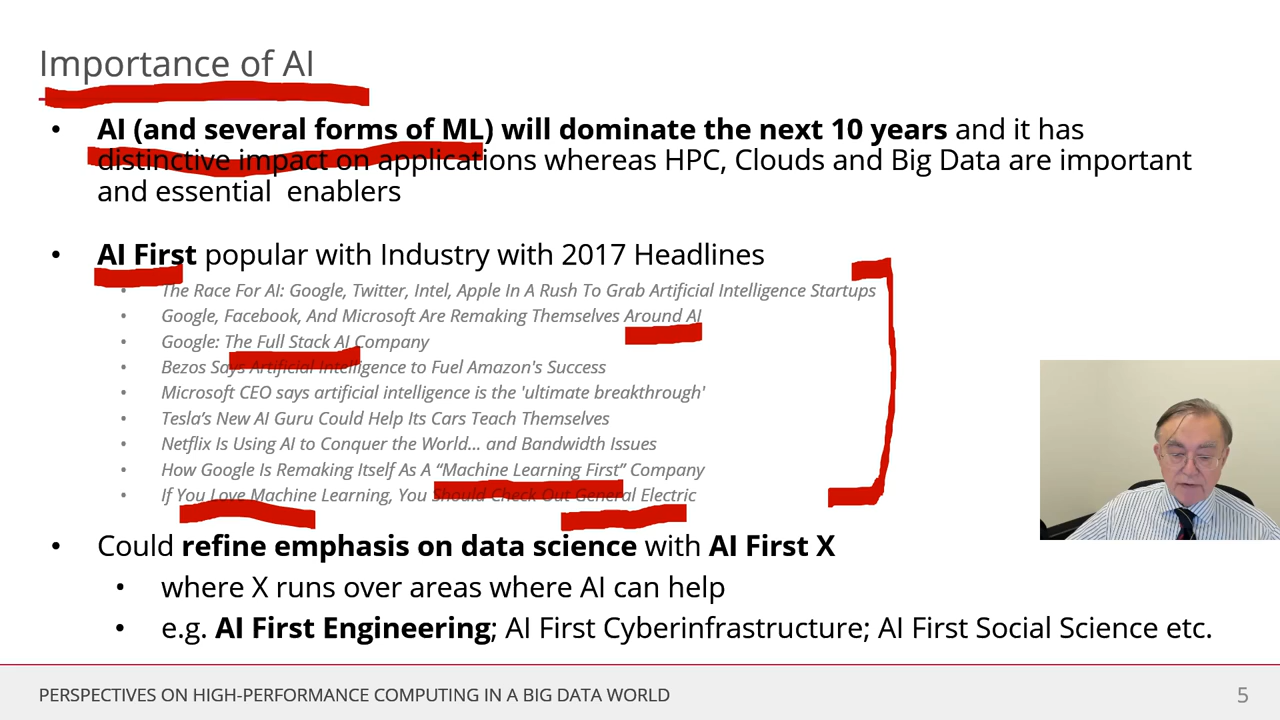 Importance of AI
• AI (and several forms of ML) will dominate the next 10 years and it has
distinctive impact on applications whereas HPC, Clouds and Big Data are important
and essential enablers
• AI First popular with Industry with 2017 Headlines
• The Race For AI: Google, Twitter, Intel, Apple In A Rush To Grab Artificial Intelligence Startups
• Google, Facebook, And Microsoft Are Remaking Themselves Around AI
• Google: The Full Stack AI Company
• Bezos Says Artificial Intelligence to Fuel Amazon's Success
• Microsoft CEO says artificial intelligence is the 'ultimate breakthrough'
• Tesla’s New AI Guru Could Help Its Cars Teach Themselves
• Netflix Is Using AI to Conquer the World... and Bandwidth Issues
• How Google Is Remaking Itself As A “Machine Learning First” Company
• If You Love Machine Learning, You Should Check Out General Electric
• Could refine emphasis on data science with AI First X
• where X runs over areas where AI can help
• e.g. AI First Engineering; AI First Cyberinfrastructure; AI First Social Science etc.
PERSPECTIVES ON HIGH-PERFORMANCE COMPUTING IN A BIG DATA WORLD
5